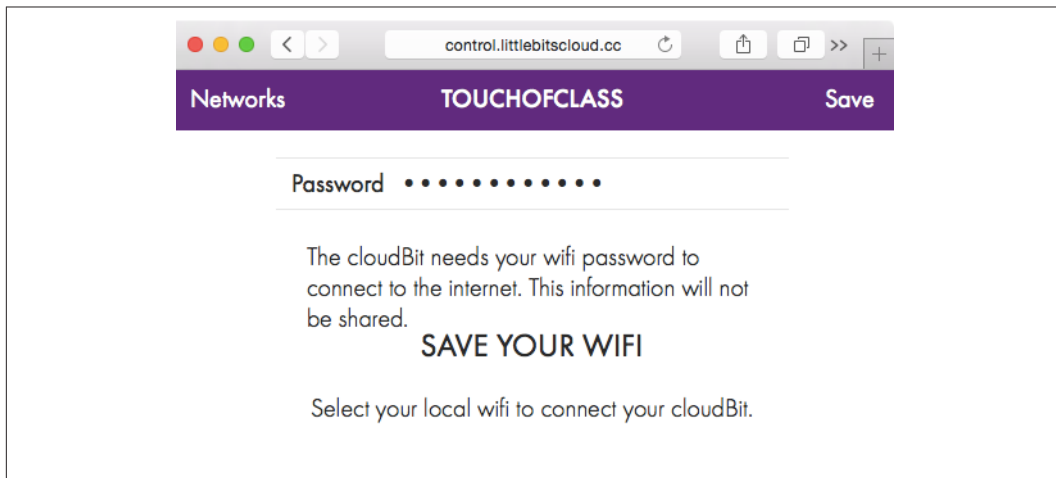 control.littlebitscloud.cc
Networks TOUCHOFCLASS Save
Password ••••••••••••
The cloudBit needs your wifi password to
connect to the internet. This information will not
be shared.
SAVE YOUR WIFI
Select your local wifi to connect your cloudBit.